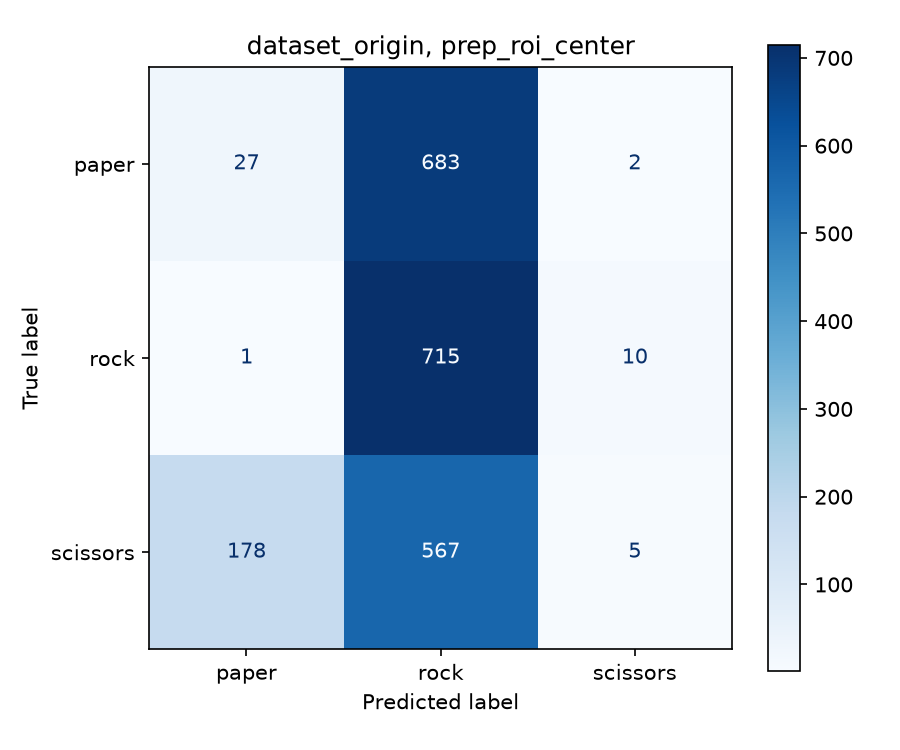 dataset_origin, prep_roi_center
paper
27
683
2
rock
1
715
10
scissors
178
567
5
paper
rock
scissors
Predicted label
True label
700
600
500
400
300
200
100